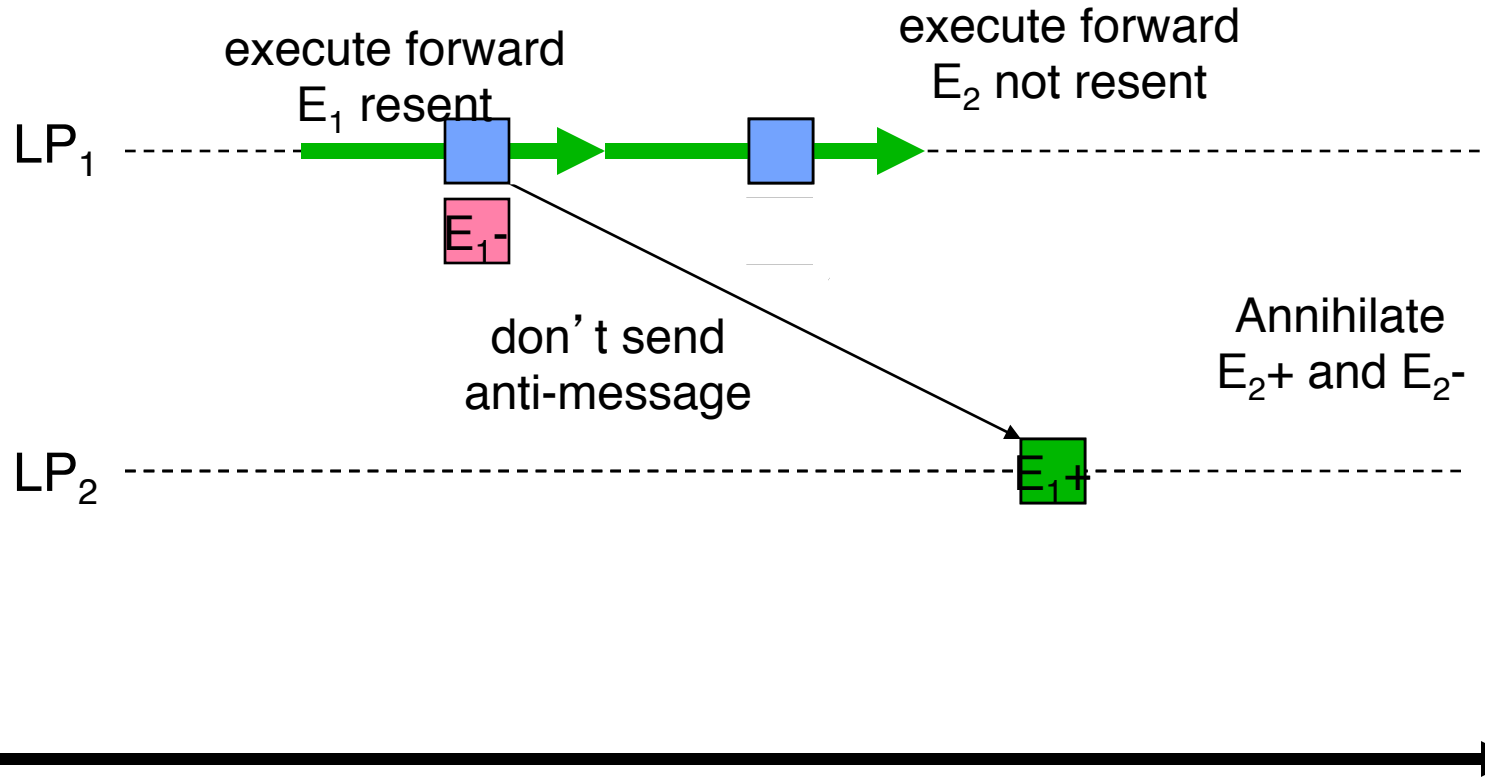 execute forward
E₁ resent
execute forward
E₂ not resent
LP₁
E₁-
don’t send
anti-message
Annihilate
E₂+ and E₂-
LP₂
E₁+